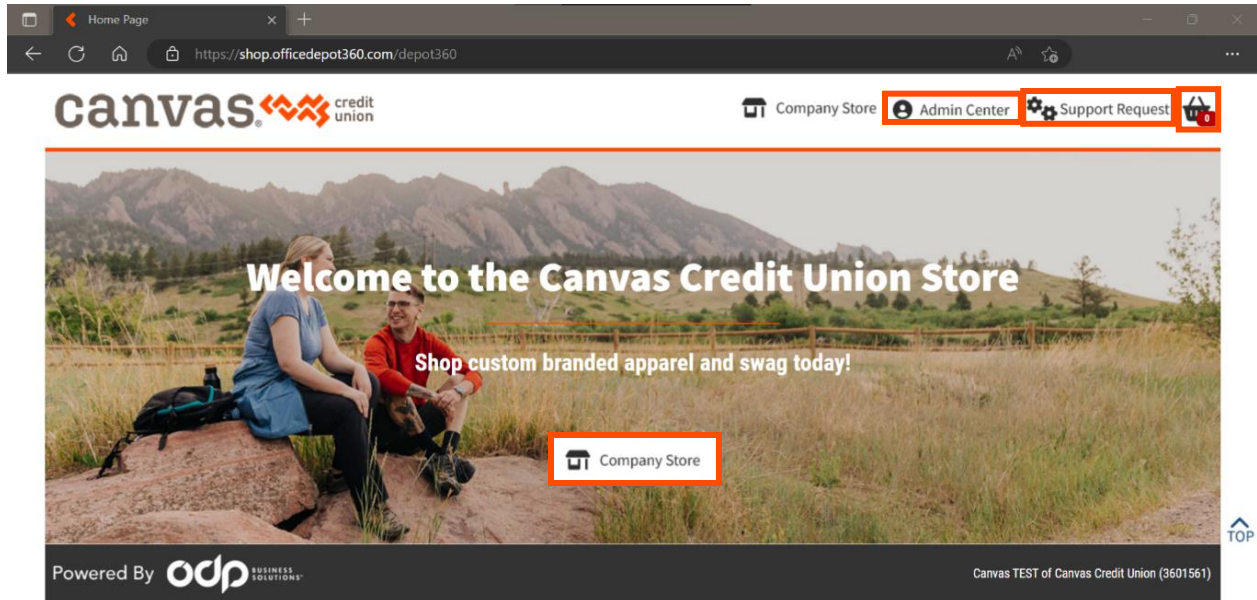 Home Page
https://shop.officedepot360.com/depot360
canvas® credit union
Company Store
Admin Center
Support Request
0
Welcome to the Canvas Credit Union Store
Shop custom branded apparel and swag today!
Company Store
TOP
Powered By odp BUSINESS SOLUTIONS
Canvas TEST of Canvas Credit Union (3601561)